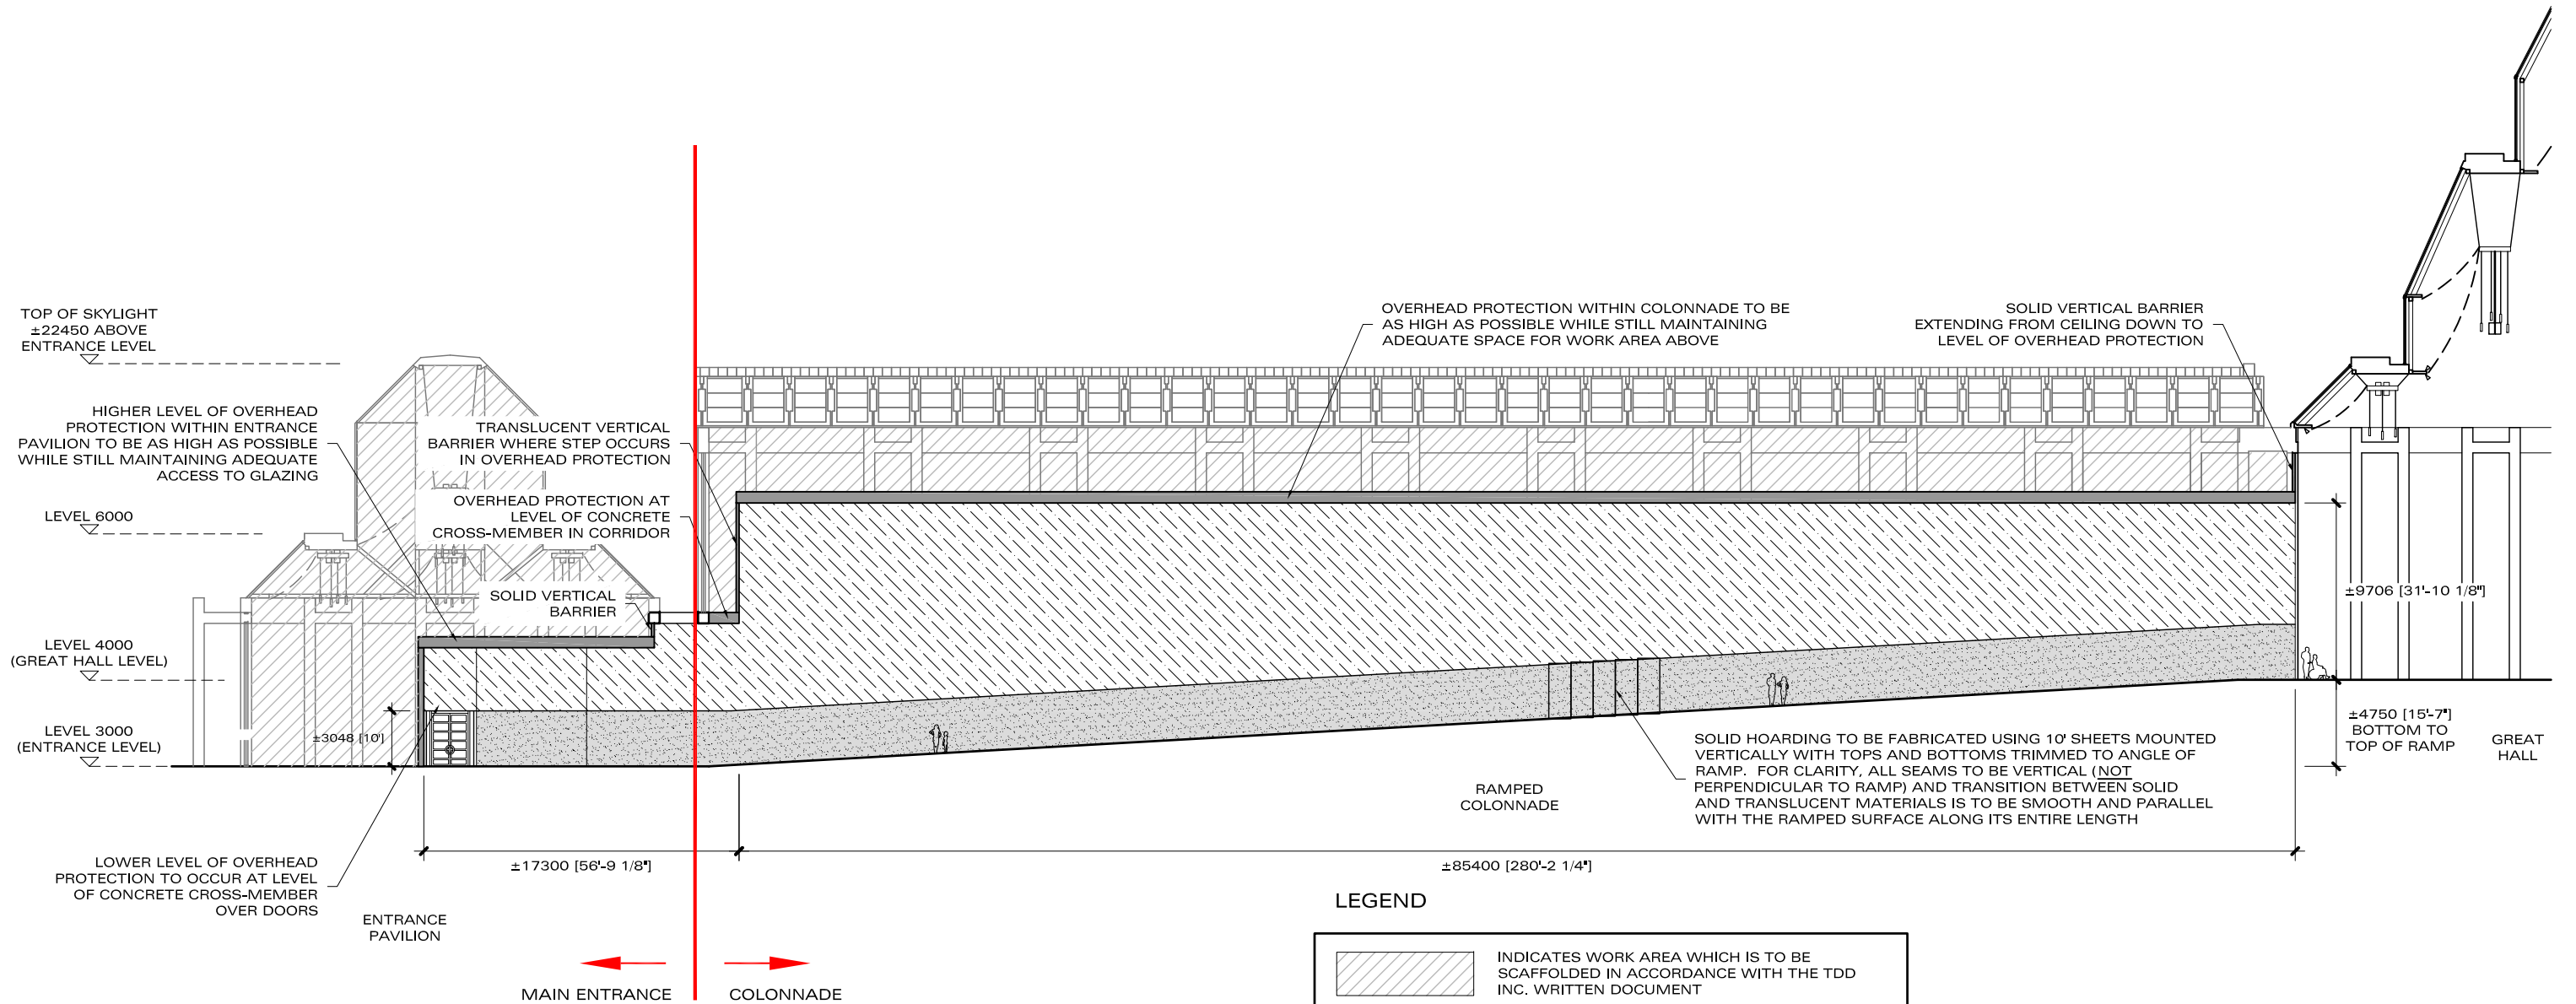 TOP OF SKYLIGHT
±22450 ABOVE
ENTRANCE LEVEL
HIGHER LEVEL OF OVERHEAD
PROTECTION WITHIN ENTRANCE
PAVILION TO BE AS HIGH AS POSSIBLE
WHILE STILL MAINTAINING ADEQUATE
ACCESS TO GLAZING
LEVEL 6000
LEVEL 4000
(GREAT HALL LEVEL)
LEVEL 3000
(ENTRANCE LEVEL)
LOWER LEVEL OF OVERHEAD
PROTECTION TO OCCUR AT LEVEL
OF CONCRETE CROSS-MEMBER
OVER DOORS
TRANSLUCENT VERTICAL
BARRIER WHERE STEP OCCURS
IN OVERHEAD PROTECTION
OVERHEAD PROTECTION AT
LEVEL OF CONCRETE
CROSS-MEMBER IN CORRIDOR
SOLID VERTICAL
BARRIER
±3048 [10']
ENTRANCE
PAVILION
±17300 [56'-9 1/8"]
MAIN ENTRANCE
COLONNADE
OVERHEAD PROTECTION WITHIN COLONNADE TO BE
AS HIGH AS POSSIBLE WHILE STILL MAINTAINING
ADEQUATE SPACE FOR WORK AREA ABOVE
SOLID VERTICAL BARRIER
EXTENDING FROM CEILING DOWN TO
LEVEL OF OVERHEAD PROTECTION
±9706 [31'-10 1/8"]
±4750 [15'-7"]
BOTTOM TO
TOP OF RAMP
GREAT
HALL
RAMPED
COLONNADE
SOLID HOARDING TO BE FABRICATED USING 10' SHEETS MOUNTED
VERTICALLY WITH TOPS AND BOTTOMS TRIMMED TO ANGLE OF
RAMP. FOR CLARITY, ALL SEAMS TO BE VERTICAL (NOT
PERPENDICULAR TO RAMP) AND TRANSITION BETWEEN SOLID
AND TRANSLUCENT MATERIALS IS TO BE SMOOTH AND PARALLEL
WITH THE RAMPED SURFACE ALONG ITS ENTIRE LENGTH
±85400 [280'-2 1/4"]
LEGEND
INDICATES WORK AREA WHICH IS TO BE
SCAFFOLDED IN ACCORDANCE WITH THE TDD
INC. WRITTEN DOCUMENT